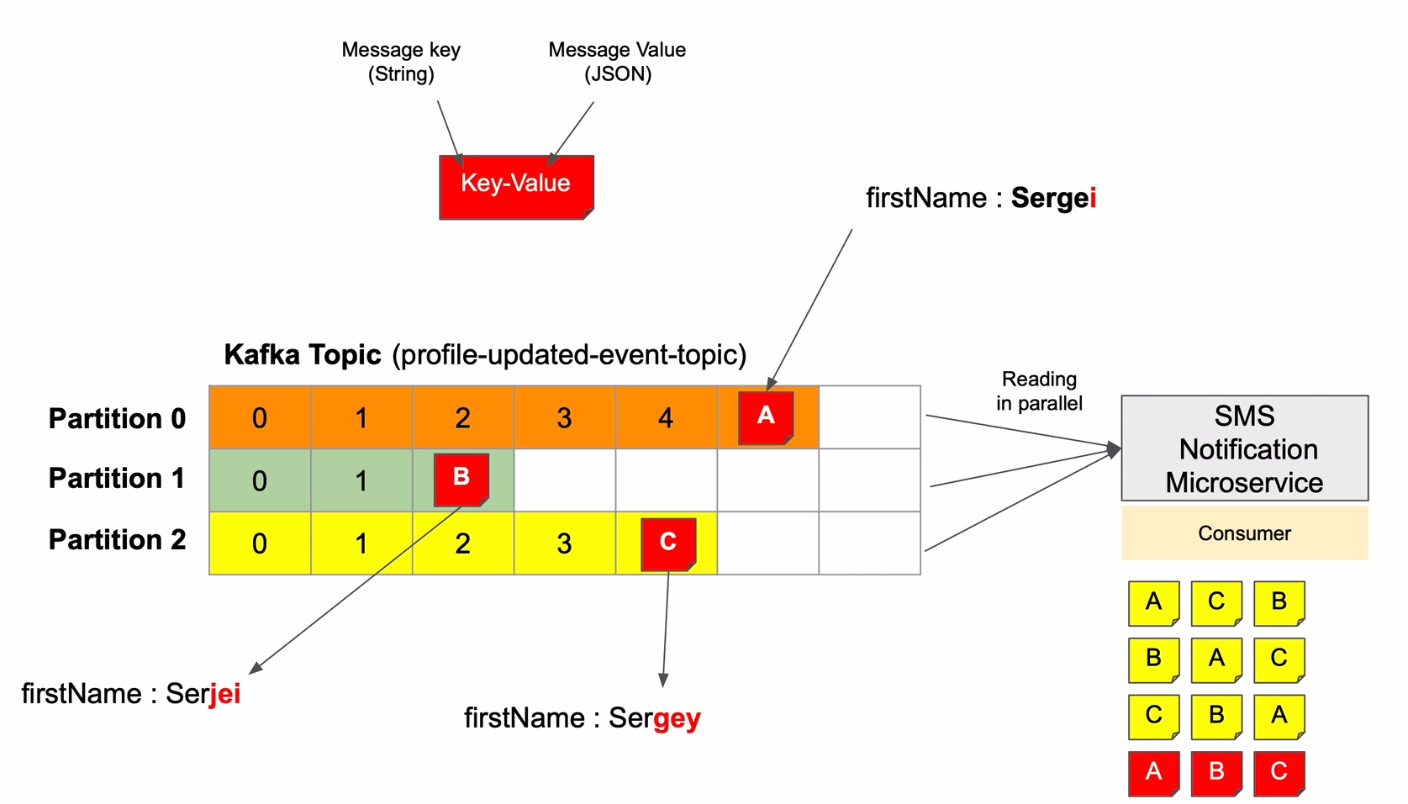 Message key
(String)
Message Value
(JSON)
Key-Value
firstName : Sergei
Kafka Topic (profile-updated-event-topic)
Partition 0
0 1 2 3 4 A
Partition 1
0 1 B
Partition 2
0 1 2 3 C
Reading
in parallel
SMS
Notification
Microservice
Consumer
A C B
B A C
C B A
A B C
firstName : Serjei
firstName : Sergey